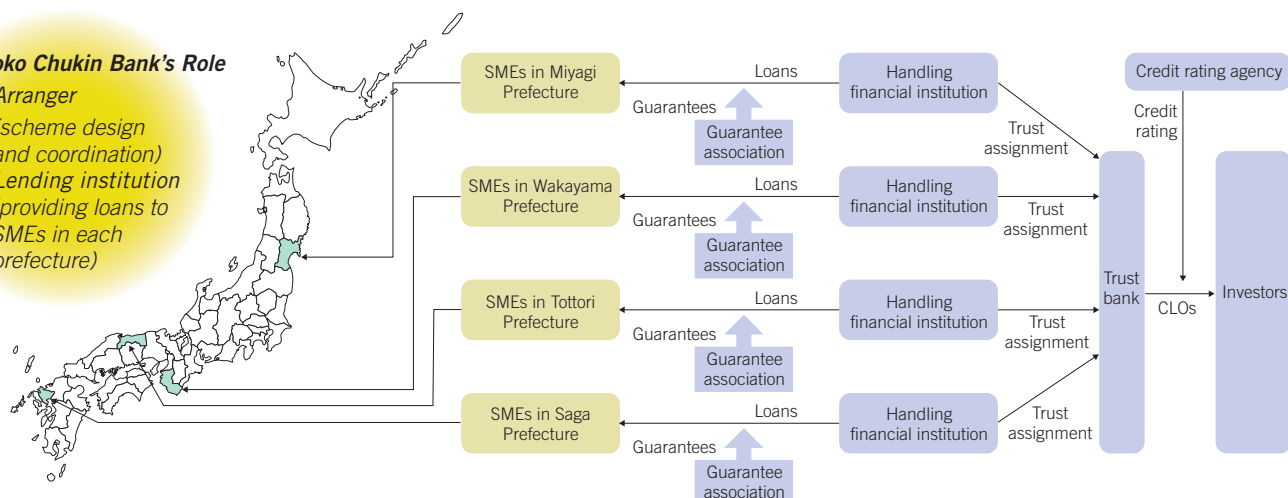 oko Chukin Bank's Role
Arranger
(scheme design
and coordination)
Lending institution
(providing loans to
SMEs in each
prefecture)
SMEs in Miyagi
Prefecture
Loans
Guarantees
Guarantee
association
Handling
financial institution
Trust
assignment
SMEs in Wakayama
Prefecture
Loans
Guarantees
Guarantee
association
Handling
financial institution
Trust
assignment
SMEs in Tottori
Prefecture
Loans
Guarantees
Guarantee
association
Handling
financial institution
Trust
assignment
SMEs in Saga
Prefecture
Loans
Guarantees
Guarantee
association
Handling
financial institution
Trust
assignment
Trust
bank
Credit rating agency
Credit
rating
CLOs
Investors